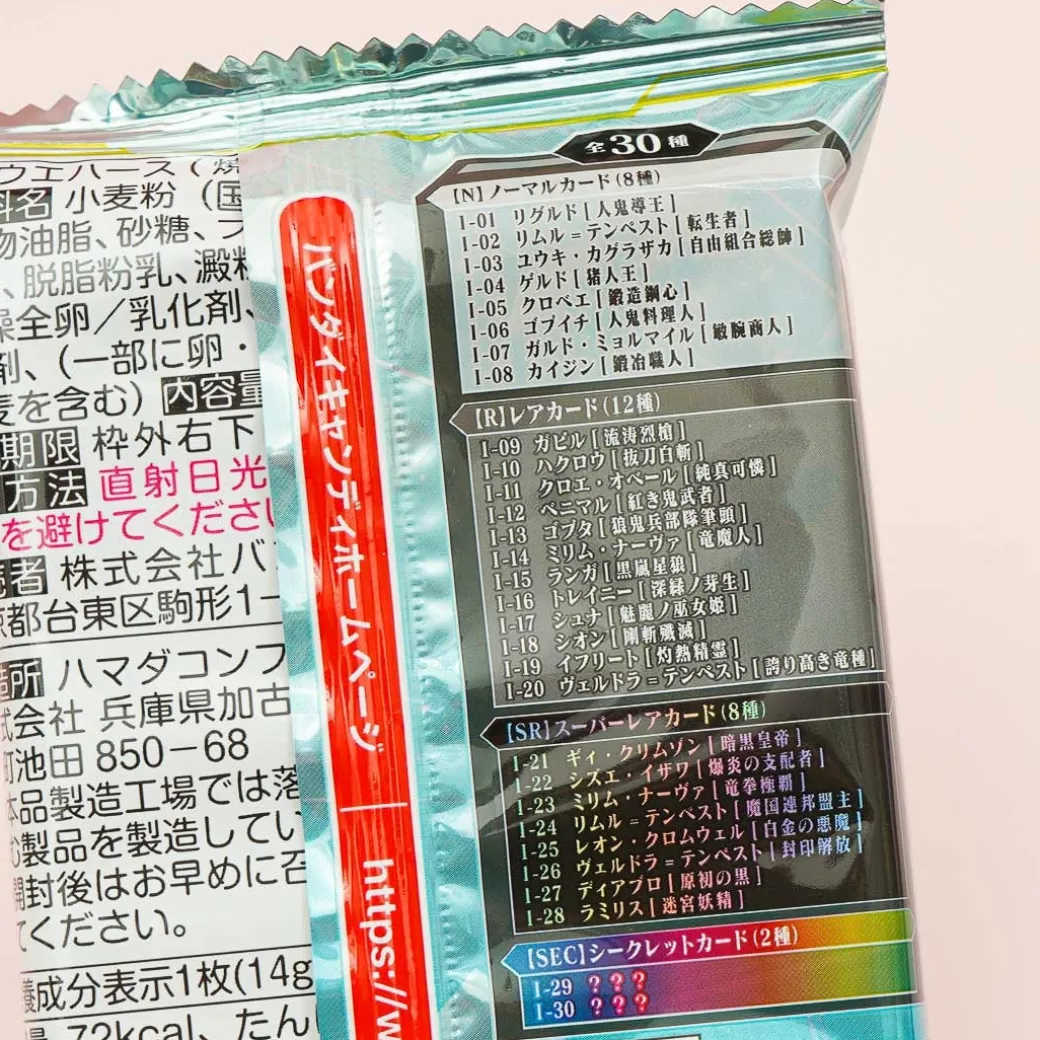 ウエハース(焼
料名 小麦粉(国
物油脂、砂糖、
、脱脂粉乳、澱粉
燥全卵/乳化剤、
剤、(一部に卵・
麦を含む) 内容量
期限 枠外右下
方法 直射日光
を避けてください
売者 株式会社バン
京都台東区駒形1−
造所 ハマダコンフ
式会社 兵庫県加古
町池田850−68
本品製造工場では落
む製品を製造してい
開封後はお早めに召
てください。
養成分表示1枚(14g
72kcal、たん
バンダイキャンディホームページ
https://w
全30種
[N]ノーマルカード(8種)
I-01 リグルド[人鬼導王]
I-02 リムル=テンペスト[転生者]
I-03 ユウキ・カグラザカ[自由組合総帥]
I-04 ゲルド[猪人王]
I-05 クロベエ[鍛造鋼心]
I-06 ゴブイチ[人鬼料理人]
I-07 ガルド・ミョルマイル[敏腕商人]
I-08 カイジン[鍛冶職人]
[R]レアカード(12種)
I-09 ガビル[流涛烈槍]
I-10 ハクロウ[抜刀白斬]
I-11 クロエ・オベール[純真可憐]
I-12 ベニマル[紅き鬼武者]
I-13 ゴブタ[狼鬼兵部隊筆頭]
I-14 ミリム・ナーヴァ[竜魔人]
I-15 ランガ[黒嵐星狼]
I-16 トレイニー[深緑ノ芽生]
I-17 シュナ[魅麗ノ巫女姫]
I-18 シオン[剛斬殲滅]
I-19 イフリート[灼熱精霊]
I-20 ヴェルドラ=テンペスト[誇り高き竜種]
[SR]スーパーレアカード(8種)
I-21 ギィ・クリムゾン[暗黒皇帝]
I-22 シズエ・イザワ[爆炎の支配者]
I-23 ミリム・ナーヴァ[竜拳極覇]
I-24 リムル=テンペスト[魔国連邦盟主]
I-25 レオン・クロムウェル[白金の悪魔]
I-26 ヴェルドラ=テンペスト[封印解放]
I-27 ディアブロ[原初の黒]
I-28 ラミリス[迷宮妖精]
[SEC]シークレットカード(2種)
I-29 ???
I-30 ???